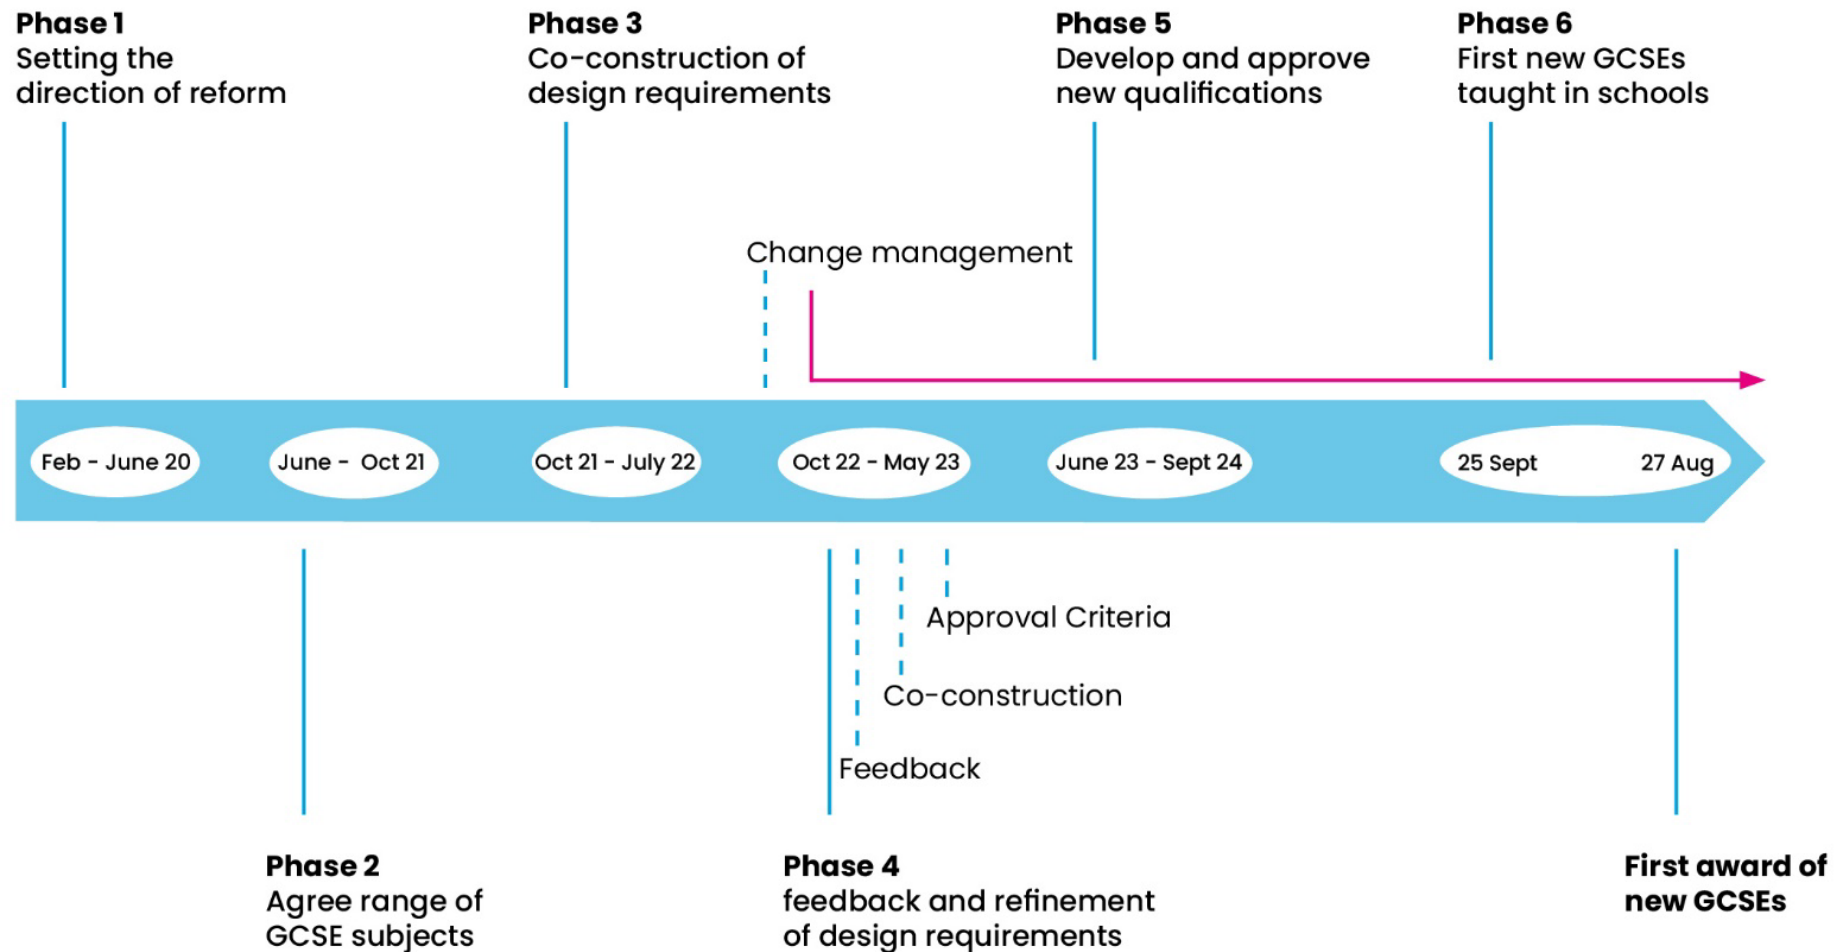 Phase 1
Setting the
direction of reform
Phase 3
Co-construction of
design requirements
Phase 5
Develop and approve
new qualifications
Phase 6
First new GCSEs
taught in schools
Change management
Feb - June 20
June - Oct 21
Oct 21 - July 22
Oct 22 - May 23
June 23 - Sept 24
25 Sept
27 Aug
Approval Criteria
Co-construction
Feedback
Phase 2
Agree range of
GCSE subjects
Phase 4
feedback and refinement
of design requirements
First award of
new GCSEs